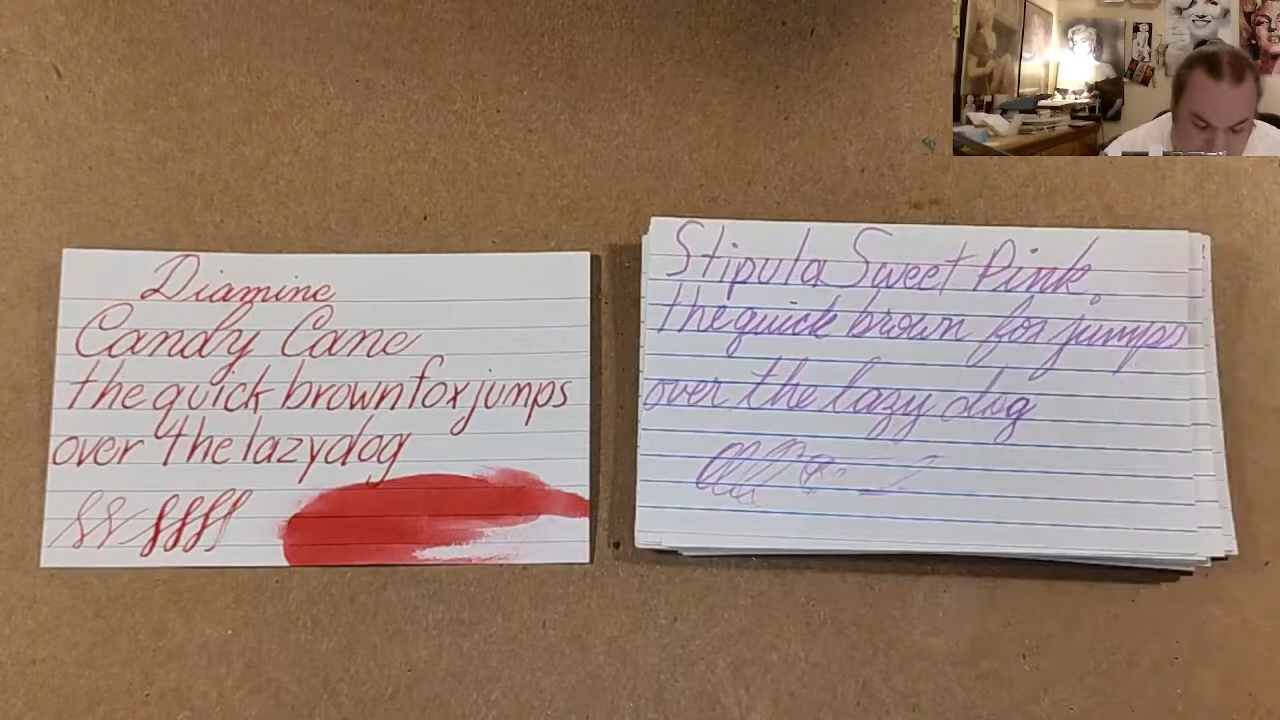 Diamine
Candy Cane
the quick brown fox jumps
over the lazy dog
Stipula Sweet Pink.
the quick brown fox jumps
over the lazy dog